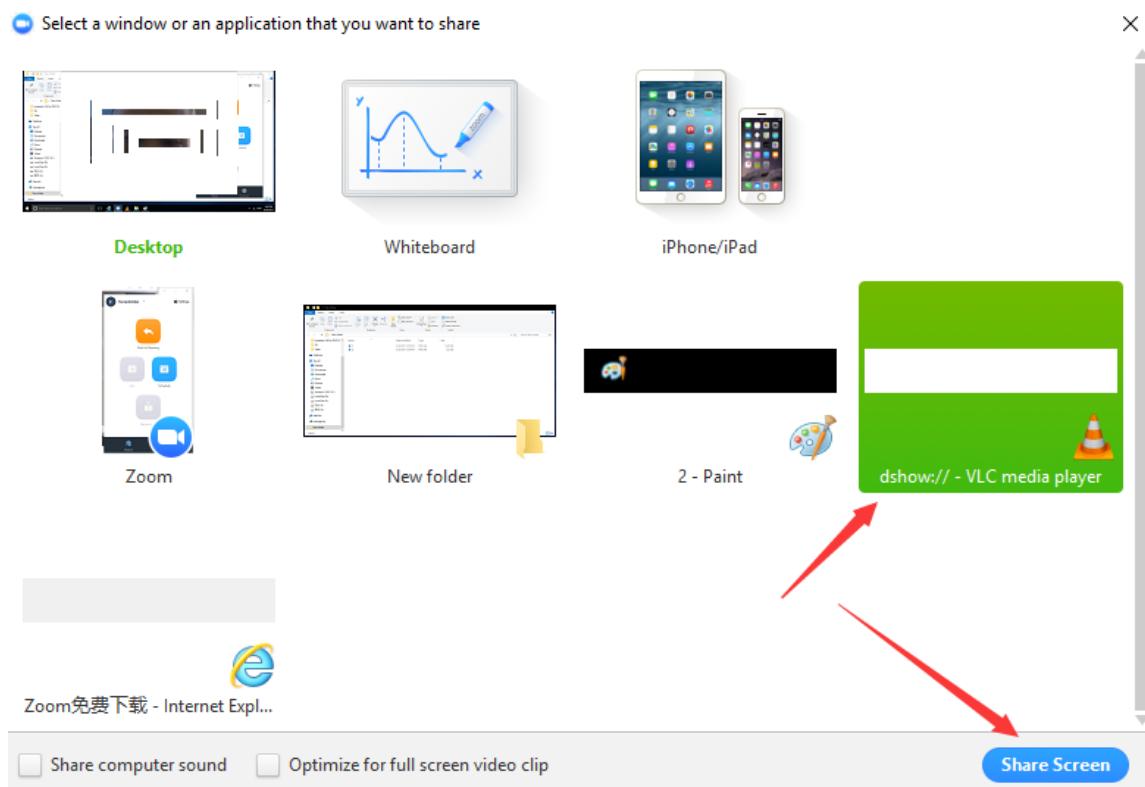 Select a window or an application that you want to share
y
zoom
x
Desktop
Whiteboard
iPhone/iPad
Zoom
New folder
2 - Paint
dshow:// - VLC media player
Zoom免费下载 - Internet Expl...
Share computer sound
Optimize for full screen video clip
Share Screen